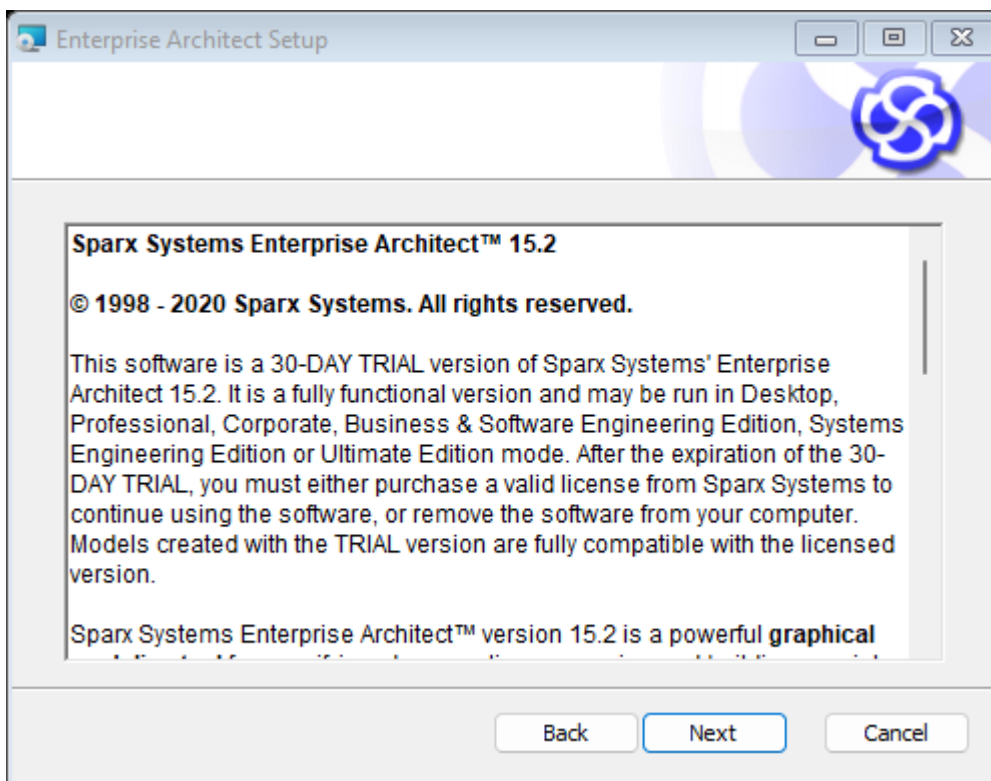 Enterprise Architect Setup
Sparx Systems Enterprise Architect™ 15.2
© 1998 - 2020 Sparx Systems. All rights reserved.
This software is a 30-DAY TRIAL version of Sparx Systems' Enterprise
Architect 15.2. It is a fully functional version and may be run in Desktop,
Professional, Corporate, Business & Software Engineering Edition, Systems
Engineering Edition or Ultimate Edition mode. After the expiration of the 30-
DAY TRIAL, you must either purchase a valid license from Sparx Systems to
continue using the software, or remove the software from your computer.
Models created with the TRIAL version are fully compatible with the licensed
version.
Sparx Systems Enterprise Architect™ version 15.2 is a powerful graphical
Back Next Cancel